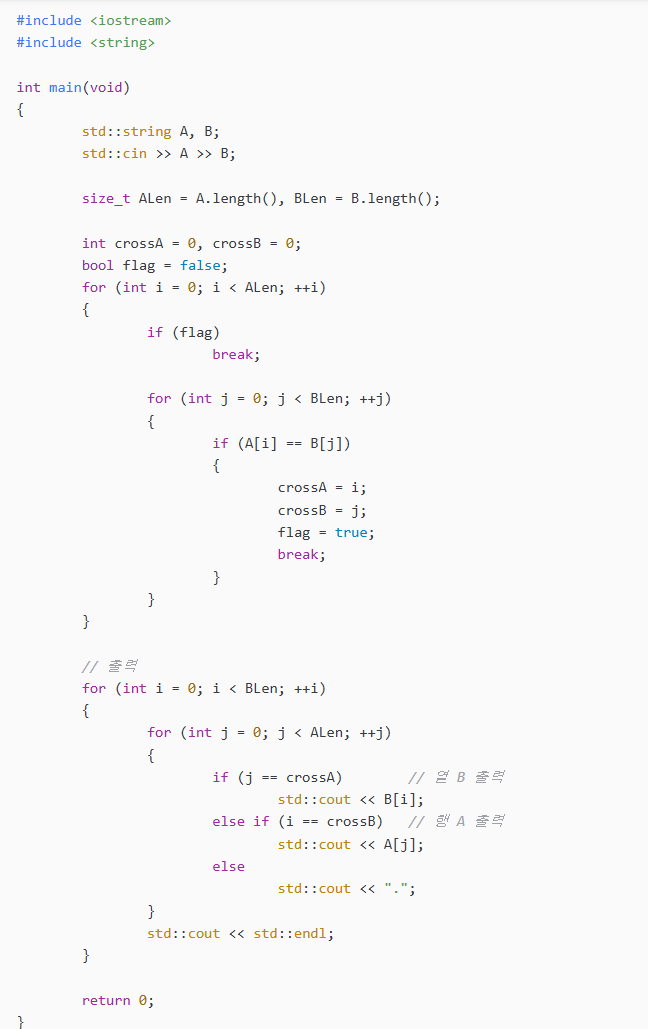 #include <iostream>
#include <string>

int main(void)
{
        std::string A, B;
        std::cin >> A >> B;

        size_t ALen = A.length(), BLen = B.length();

        int crossA = 0, crossB = 0;
        bool flag = false;
        for (int i = 0; i < ALen; ++i)
        {
                if (flag)
                        break;

                for (int j = 0; j < BLen; ++j)
                {
                        if (A[i] == B[j])
                        {
                                crossA = i;
                                crossB = j;
                                flag = true;
                                break;
                        }
                }
        }

        // 출력
        for (int i = 0; i < BLen; ++i)
        {
                for (int j = 0; j < ALen; ++j)
                {
                        if (j == crossA)        // 열 B 출력
                                std::cout << B[i];
                        else if (i == crossB)   // 행 A 출력
                                std::cout << A[j];
                        else
                                std::cout << ".";
                }
                std::cout << std::endl;
        }

        return 0;
}